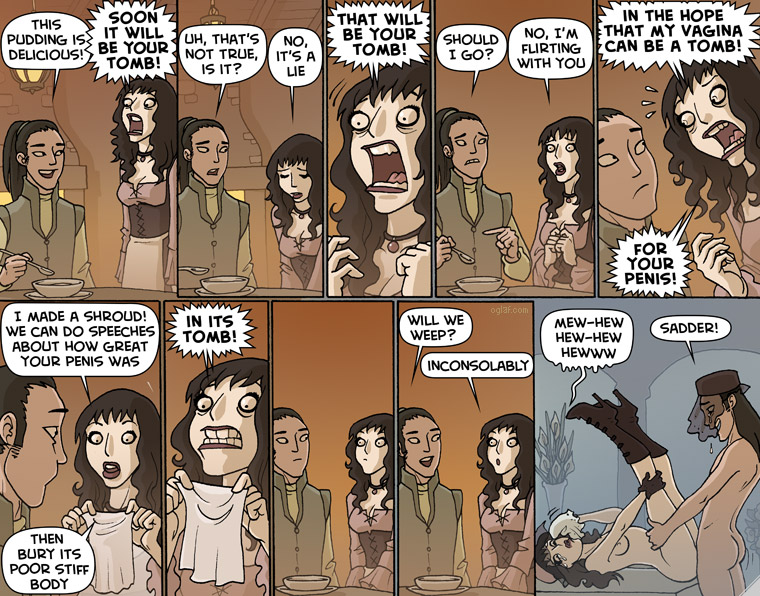 THIS
PUDDING IS
DELICIOUS!
SOON
IT WILL
BE YOUR
TOMB!
UH, THAT'S
NOT TRUE,
IS IT?
NO,
IT'S A
LIE
THAT WILL
BE YOUR
TOMB!
SHOULD
I GO?
NO, I'M
FLIRTING
WITH YOU
IN THE HOPE
THAT MY VAGINA
CAN BE A TOMB!
FOR
YOUR
PENIS!
I MADE A SHROUD!
WE CAN DO SPEECHES
ABOUT HOW GREAT
YOUR PENIS WAS
THEN
BURY ITS
POOR STIFF
BODY
IN ITS
TOMB!
oglaf.com
WILL WE
WEEP?
INCONSOLABLY
MEW-HEW
HEW-HEW
HEWWW
SADDER!